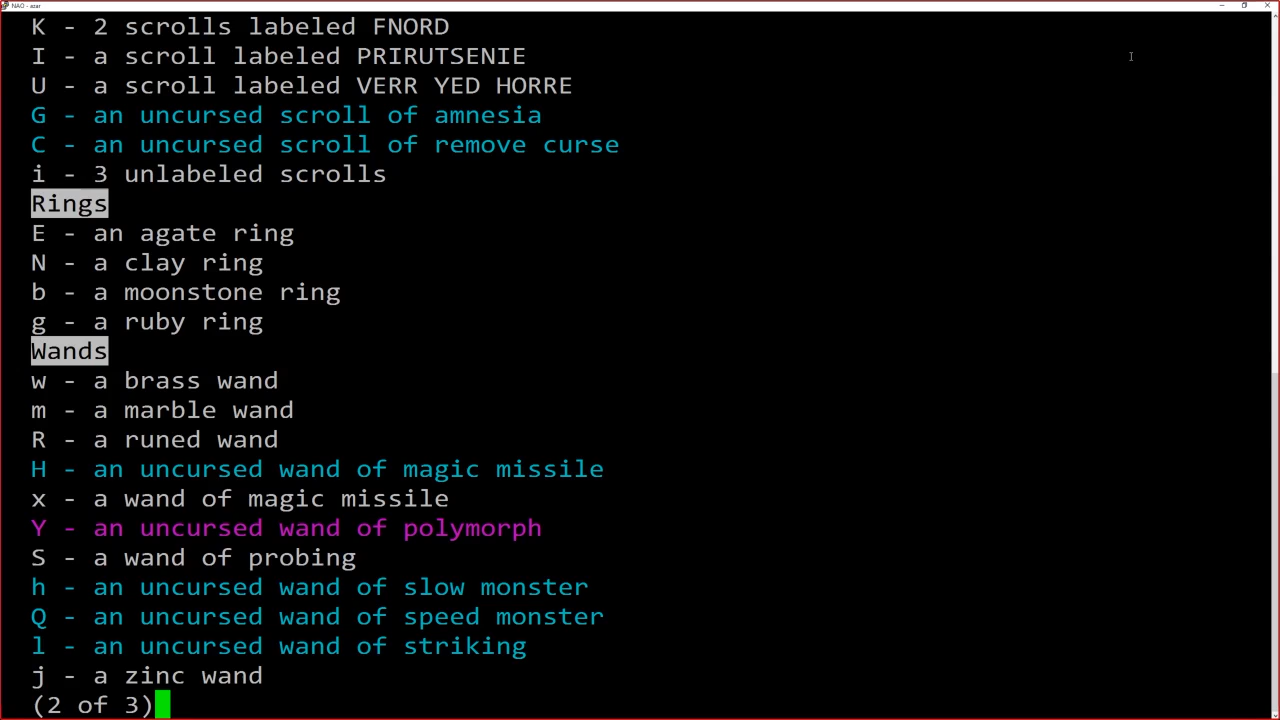 NAO - azar
K - 2 scrolls labeled FNORD
I - a scroll labeled PRIRUTSENIE
U - a scroll labeled VERR YED HORRE
G - an uncursed scroll of amnesia
C - an uncursed scroll of remove curse
i - 3 unlabeled scrolls
Rings
E - an agate ring
N - a clay ring
b - a moonstone ring
g - a ruby ring
Wands
w - a brass wand
m - a marble wand
R - a runed wand
H - an uncursed wand of magic missile
x - a wand of magic missile
Y - an uncursed wand of polymorph
S - a wand of probing
h - an uncursed wand of slow monster
Q - an uncursed wand of speed monster
l - an uncursed wand of striking
j - a zinc wand
(2 of 3)